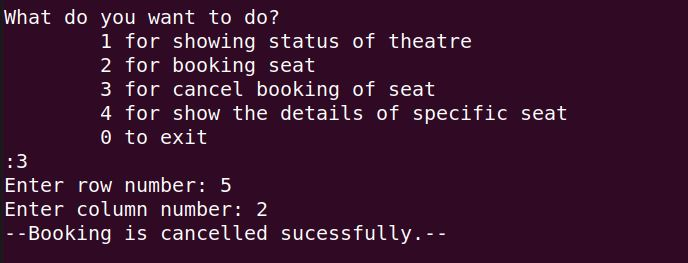 What do you want to do?
1 for showing status of theatre
2 for booking seat
3 for cancel booking of seat
4 for show the details of specific seat
0 to exit
:3
Enter row number: 5
Enter column number: 2
--Booking is cancelled sucessfully.--